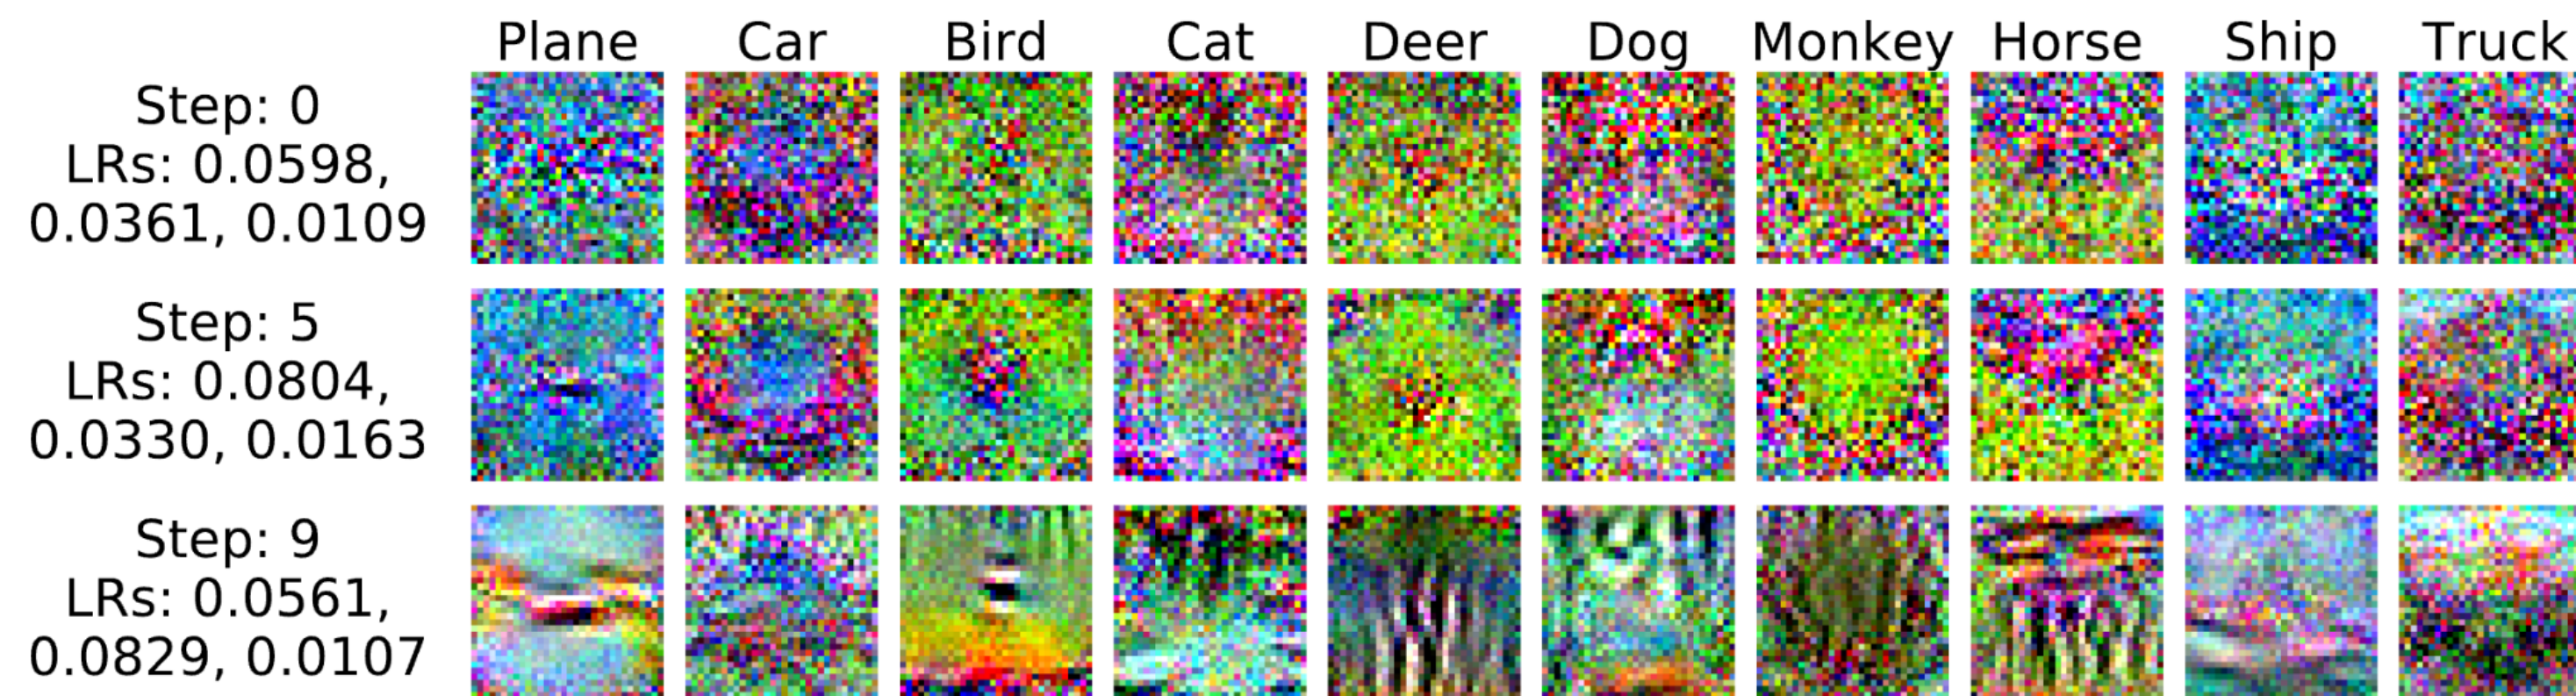 Plane Car Bird Cat Deer Dog Monkey Horse Ship Truck
Step: 0
LRs: 0.0598,
0.0361, 0.0109
Step: 5
LRs: 0.0804,
0.0330, 0.0163
Step: 9
LRs: 0.0561,
0.0829, 0.0107